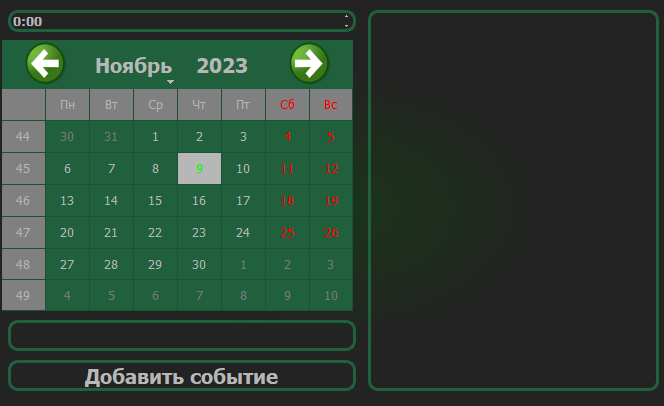 0:00
Ноябрь 2023
Пн Вт Ср Чт Пт Сб Вс
44 30 31 1 2 3 4 5
45 6 7 8 9 10 11 12
46 13 14 15 16 17 18 19
47 20 21 22 23 24 25 26
48 27 28 29 30 1 2 3
49 4 5 6 7 8 9 10
Добавить событие